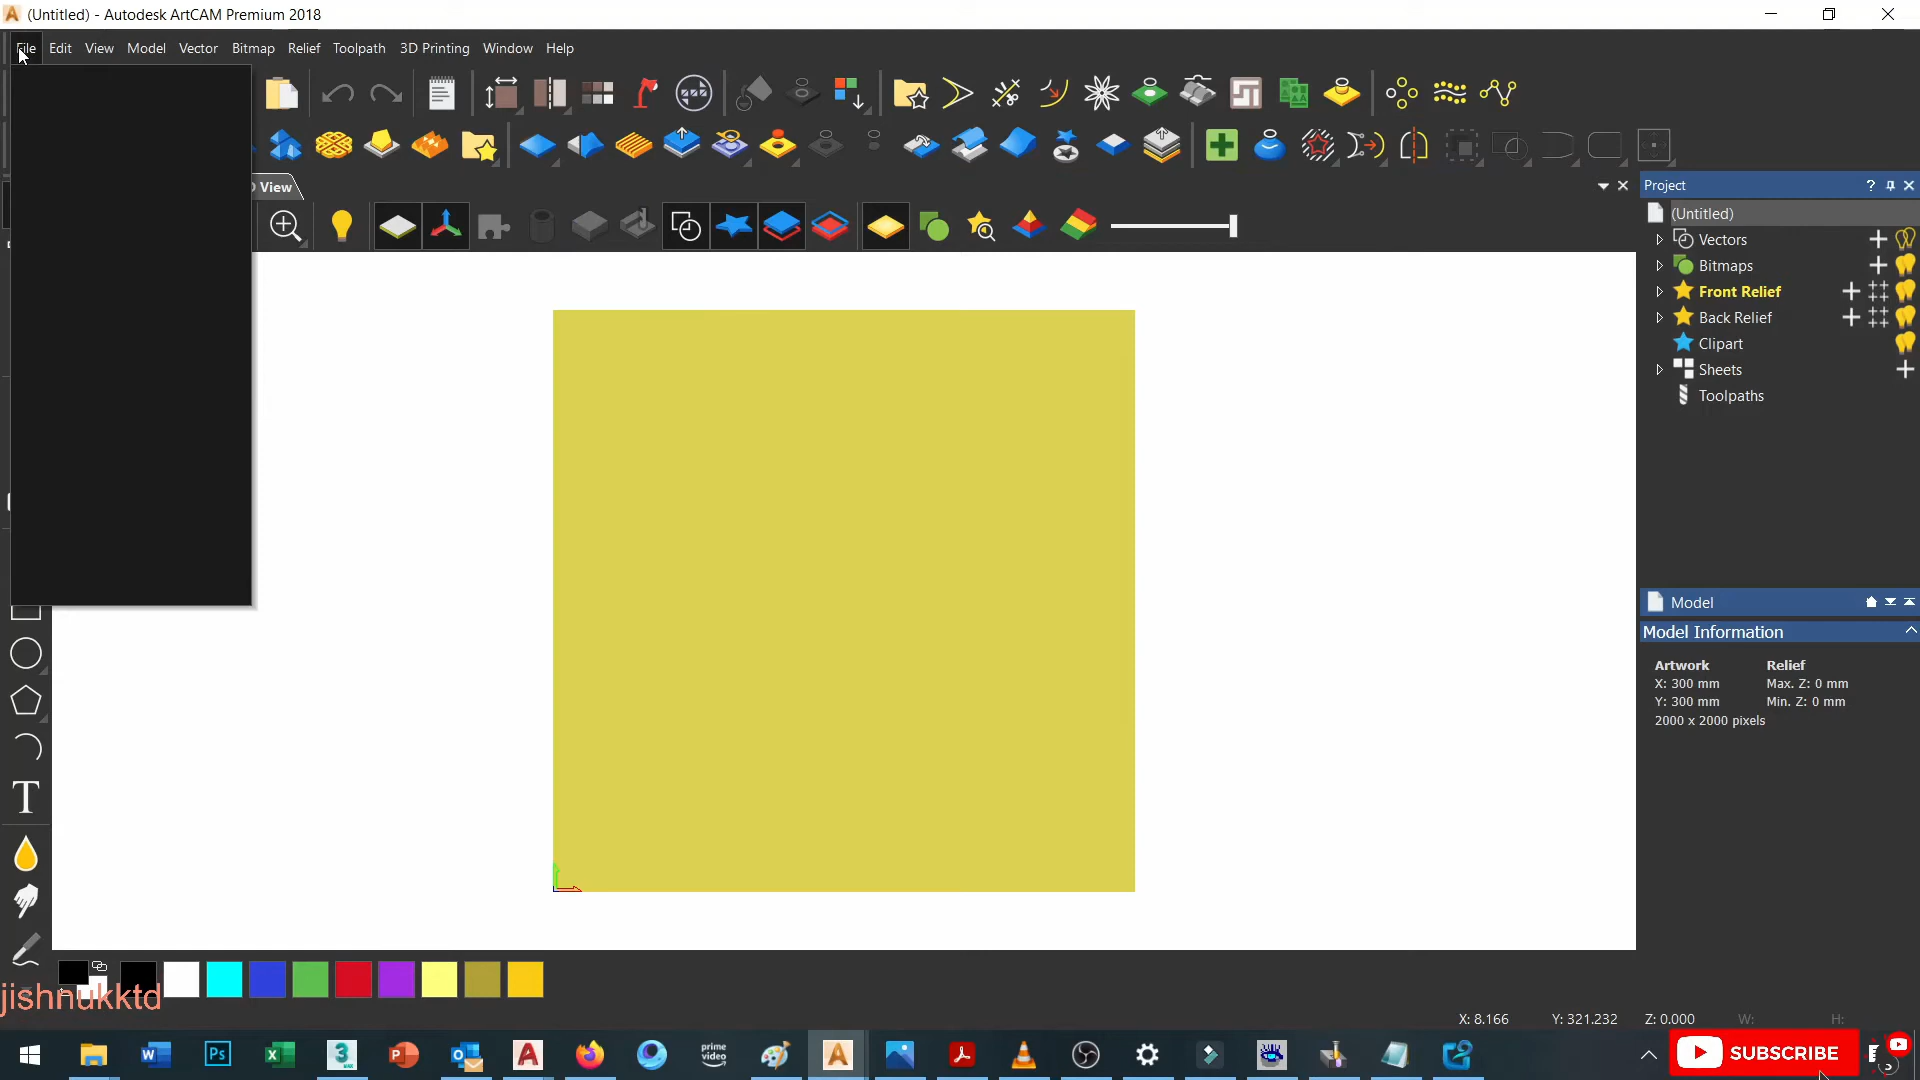 (Untitled) - Autodesk ArtCAM Premium 2018
File Edit View Model Vector Bitmap Relief Toolpath 3D Printing Window Help
View
Project
(Untitled)
Vectors
Bitmaps
Front Relief
Back Relief
Clipart
Sheets
Toolpaths
Model
Model Information
Artwork Relief
X: 300 mm Max. Z: 0 mm
Y: 300 mm Min. Z: 0 mm
2000 x 2000 pixels
T
jishnukktd
X: 8.166 Y: 321.232 Z: 0.000 W: H:
Ps
prime video
SUBSCRIBE